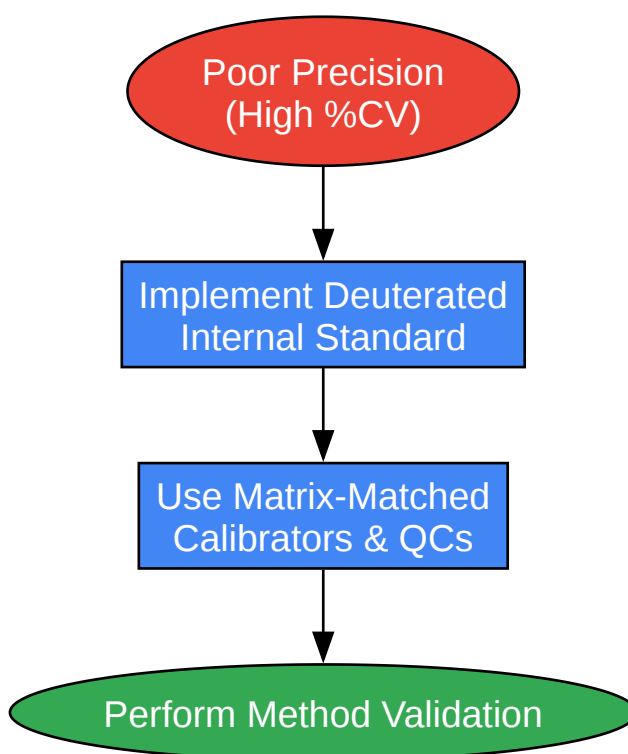 Poor Precision
(High %CV)
Implement Deuterated
Internal Standard
Use Matrix-Matched
Calibrators & QCs
Perform Method Validation